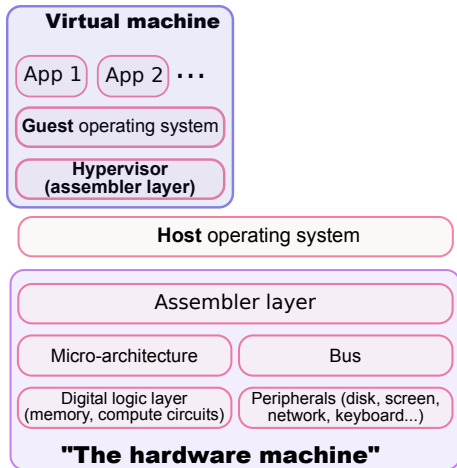 Virtual machine
App 1 App 2 ...
Guest operating system
Hypervisor
(assembler layer)
Host operating system
Assembler layer
Micro-architecture Bus
Digital logic layer
(memory, compute circuits)
Peripherals (disk, screen,
network, keyboard...)
"The hardware machine"